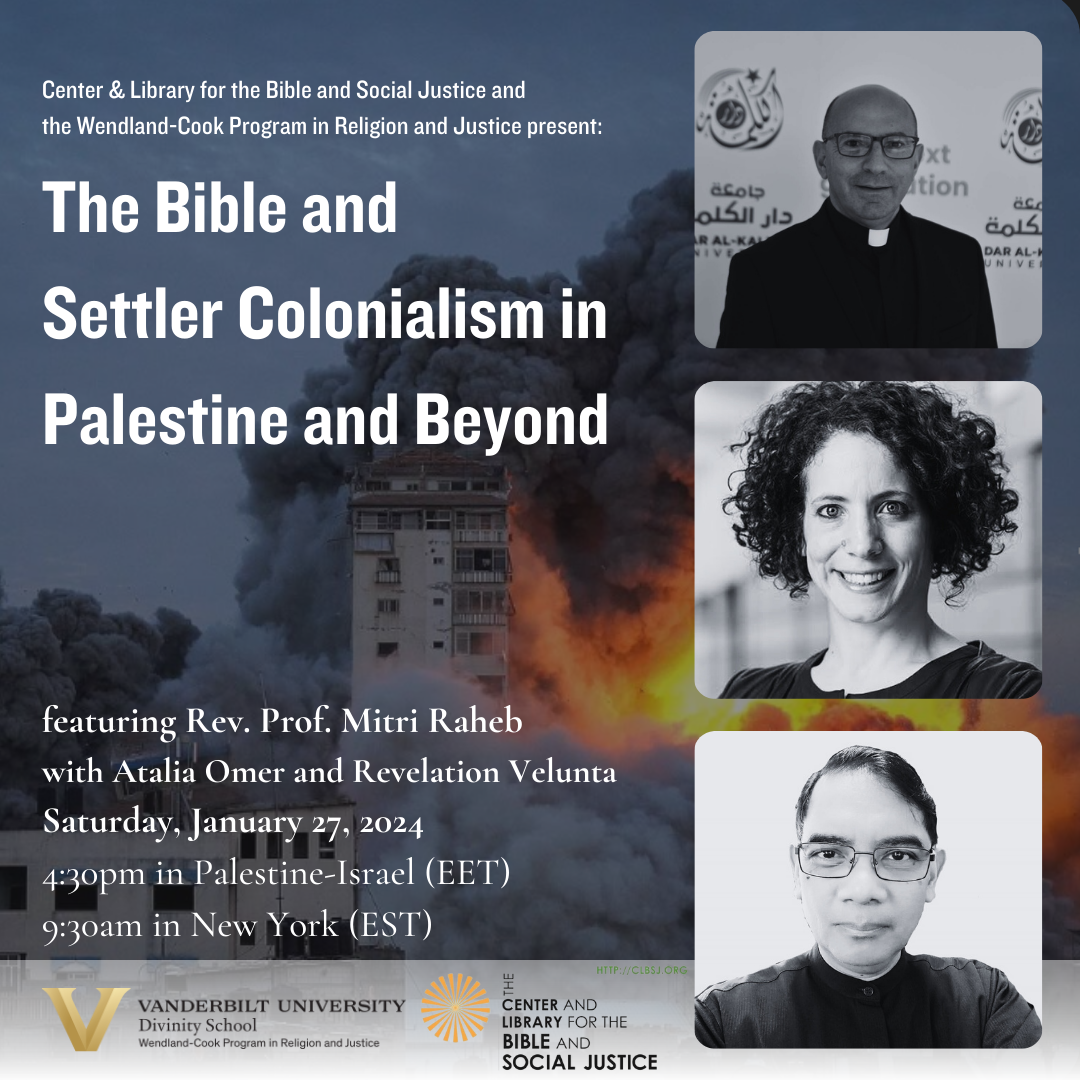 Center & Library for the Bible and Social Justice and
the Wendland-Cook Program in Religion and Justice present:
The Bible and
Settler Colonialism in
Palestine and Beyond
featuring Rev. Prof. Mitri Raheb
with Atalia Omer and Revelation Velunta
Saturday, January 27, 2024
4:30pm in Palestine-Israel (EET)
9:30am in New York (EST)
جامعة
دار الكلمة
DAR AL-
UNIVE
V
VANDERBILT UNIVERSITY
Divinity School
Wendland-Cook Program in Religion and Justice
HTTP://CLBSJ.ORG
THE
CENTER AND
LIBRARY FOR THE
BIBLE AND
SOCIAL JUSTICE